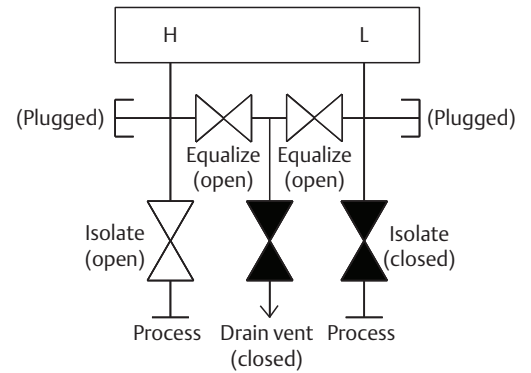 H
L
(Plugged)
(Plugged)
Equalize
(open)
Equalize
(open)
Isolate
(open)
Isolate
(closed)
Process
Drain vent
(closed)
Process